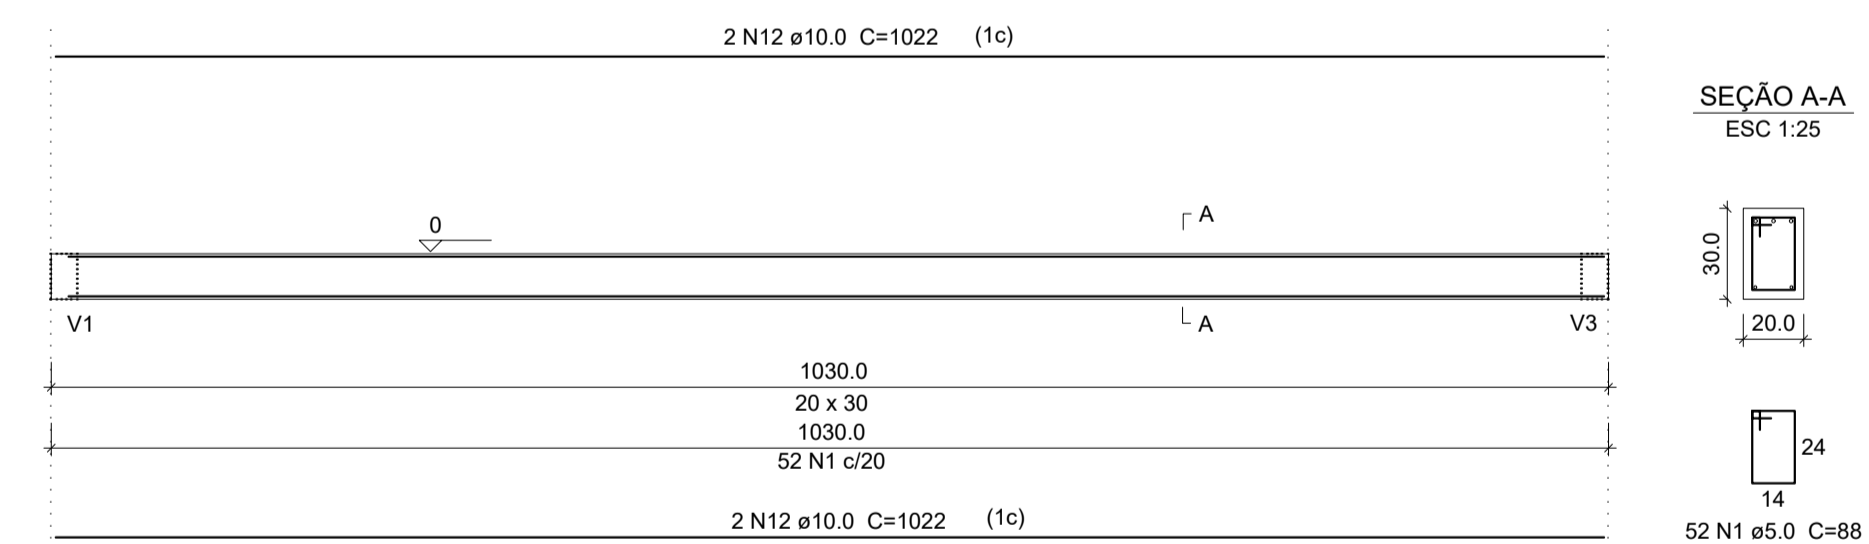 2 N12 ø10.0 C=1022 (1c)
SEÇÃO A-A
ESC 1:25
0
A
30.0
V1
A
V3
20.0
1030.0
20 x 30
1030.0
52 N1 c/20
24
14
2 N12 ø10.0 C=1022 (1c)
52 N1 ø5.0 C=88